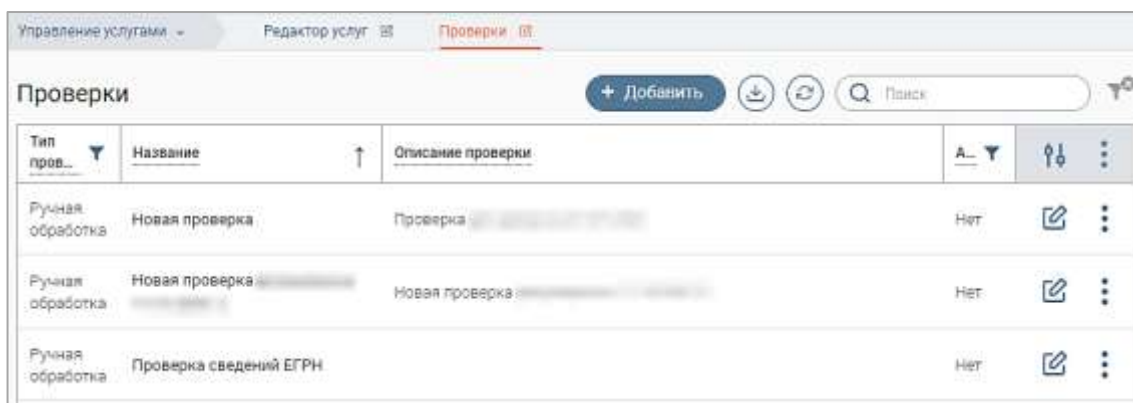 Управление услугами
Редактор услуг
Проверки
Проверки
+ Добавить
Поиск
Тип
пров...
Название
Описание проверки
А...
Ручная
обработка
Новая проверка
Проверка
Нет
Ручная
обработка
Новая проверка
Новая проверка
Нет
Ручная
обработка
Проверка сведений ЕГРН
Нет